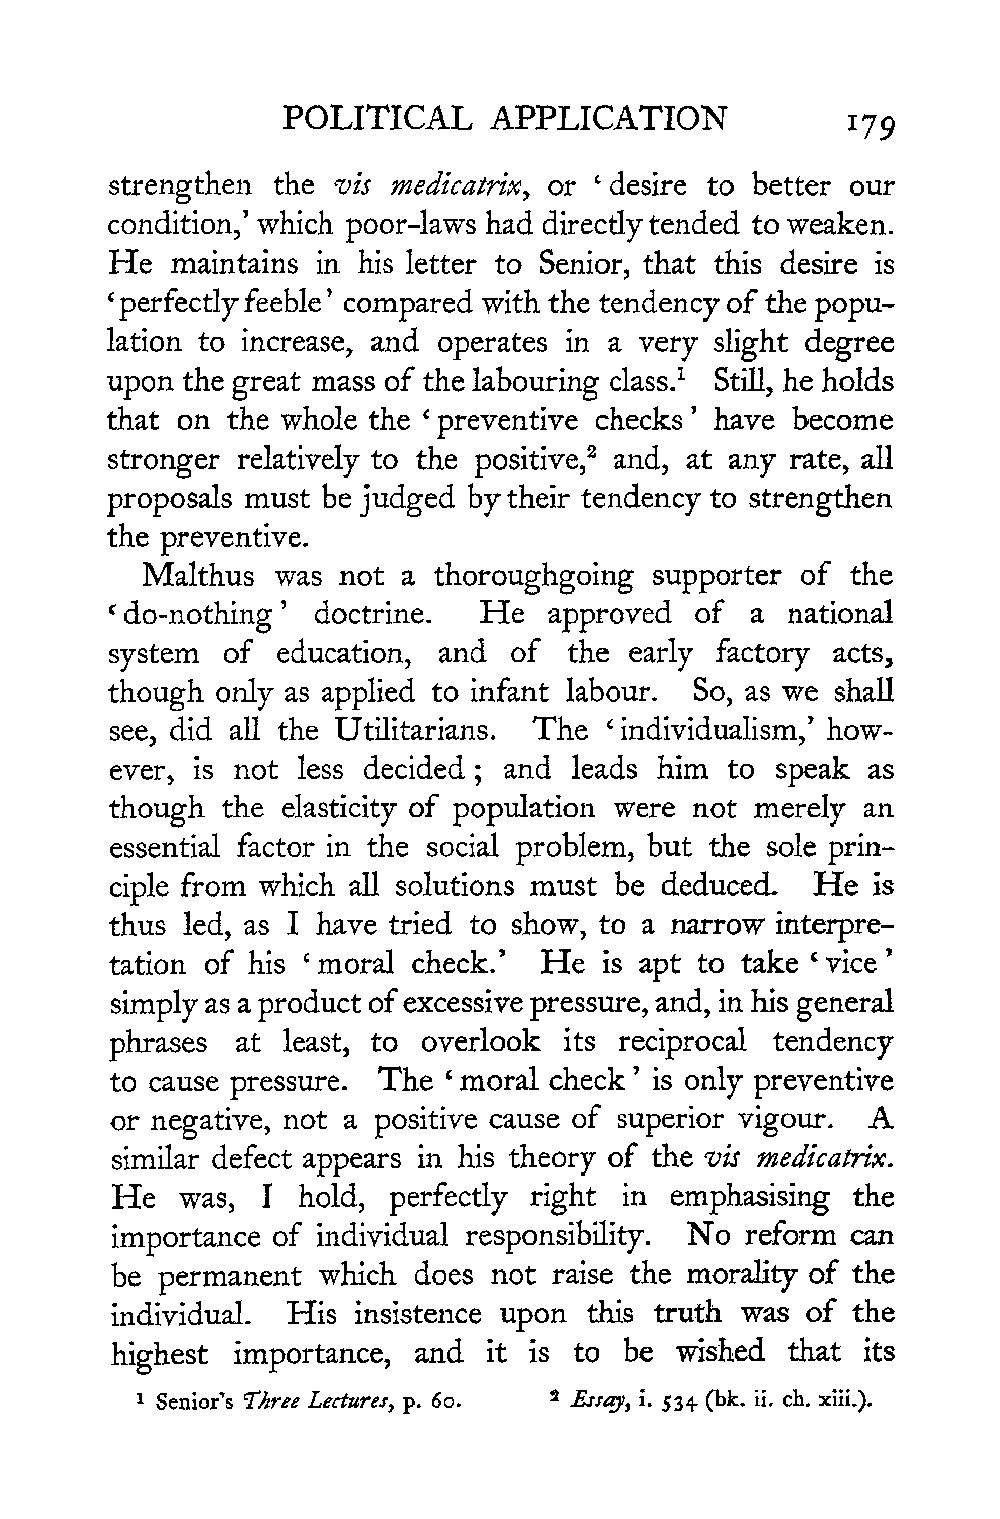 POLITICAL APPLICATION 179
strengthen the vis medicatrix, or ‘desire to better our
condition,’ which poor-laws had directly tended to weaken.
He maintains in his letter to Senior, that this desire is
‘perfectly feeble’ compared with the tendency of the popu-
lation to increase, and operates in a very slight degree
upon the great mass of the labouring class.¹ Still, he holds
that on the whole the ‘preventive checks’ have become
stronger relatively to the positive,² and, at any rate, all
proposals must be judged by their tendency to strengthen
the preventive.
Malthus was not a thoroughgoing supporter of the
‘do-nothing’ doctrine. He approved of a national
system of education, and of the early factory acts,
though only as applied to infant labour. So, as we shall
see, did all the Utilitarians. The ‘individualism,’ how-
ever, is not less decided; and leads him to speak as
though the elasticity of population were not merely an
essential factor in the social problem, but the sole prin-
ciple from which all solutions must be deduced. He is
thus led, as I have tried to show, to a narrow interpre-
tation of his ‘moral check.’ He is apt to take ‘vice’
simply as a product of excessive pressure, and, in his general
phrases at least, to overlook its reciprocal tendency
to cause pressure. The ‘moral check’ is only preventive
or negative, not a positive cause of superior vigour. A
similar defect appears in his theory of the vis medicatrix.
He was, I hold, perfectly right in emphasising the
importance of individual responsibility. No reform can
be permanent which does not raise the morality of the
individual. His insistence upon this truth was of the
highest importance, and it is to be wished that its
¹ Senior’s Three Lectures, p. 60. ² Essay, i. 534 (bk. ii. ch. xiii.).